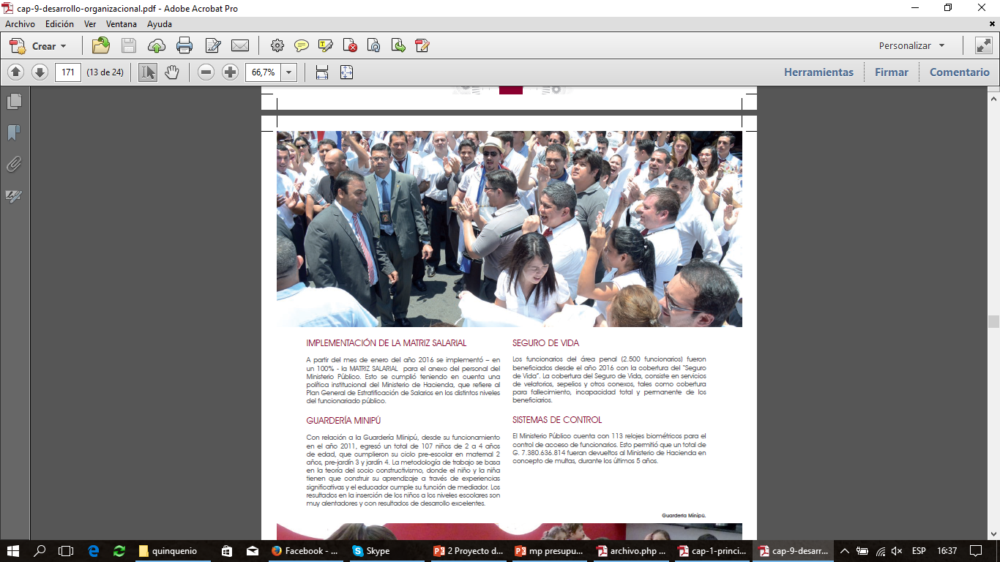 cap-9-desarrollo-organizacional.pdf - Adobe Acrobat Pro
Archivo Edición Ver Ventana Ayuda
Crear
Personalizar
171 (13 de 24) 66,7%
Herramientas Firmar Comentario
IMPLEMENTACIÓN DE LA MATRIZ SALARIAL
A partir del mes de enero del año 2016 se implementó – en
un 100% - la MATRIZ SALARIAL para el anexo del personal del
Ministerio Público. Esto se cumplió teniendo en cuenta una
política institucional del Ministerio de Hacienda, que refiere al
Plan General de Estratificación de Salarios en los distintos niveles
del funcionariado público.
GUARDERÍA MINIPÚ
Con relación a la Guardería Minipú, desde su funcionamiento
en el año 2011, egresó un total de 107 niños de 2 a 4 años
de edad, que cumplieron su ciclo pre-escolar en maternal 2
años, pre-jardín 3 y jardín 4. La metodología de trabajo se basa
en la teoría del socio constructivismo, donde el niño y la niña
tienen que construir su aprendizaje a través de experiencias
significativas y el educador cumple su función de mediador. Los
resultados en la inserción de los niños a los niveles escolares son
muy alentadores y con resultados de desarrollo excelentes.
SEGURO DE VIDA
Los funcionarios del área penal (2.500 funcionarios) fueron
beneficiados desde el año 2016 con la cobertura del “Seguro
de Vida”. La cobertura del Seguro de Vida, consiste en servicios
de velatorios, sepelios y otros conexos, tales como cobertura
para fallecimiento, incapacidad total y permanente de los
beneficiarios.
SISTEMAS DE CONTROL
El Ministerio Público cuenta con 113 relojes biométricos para el
control de acceso de funcionarios. Esto permitió que un total de
G. 7.380.636.814 fueran devueltos al Ministerio de Hacienda en
concepto de multas, durante los últimos 5 años.
Guardería Minipú.
quinquenio Facebook - ... Skype 2 Proyecto d... mp presupu... archivo.php ... cap-1-princi... cap-9-desarr... ESP 16:37